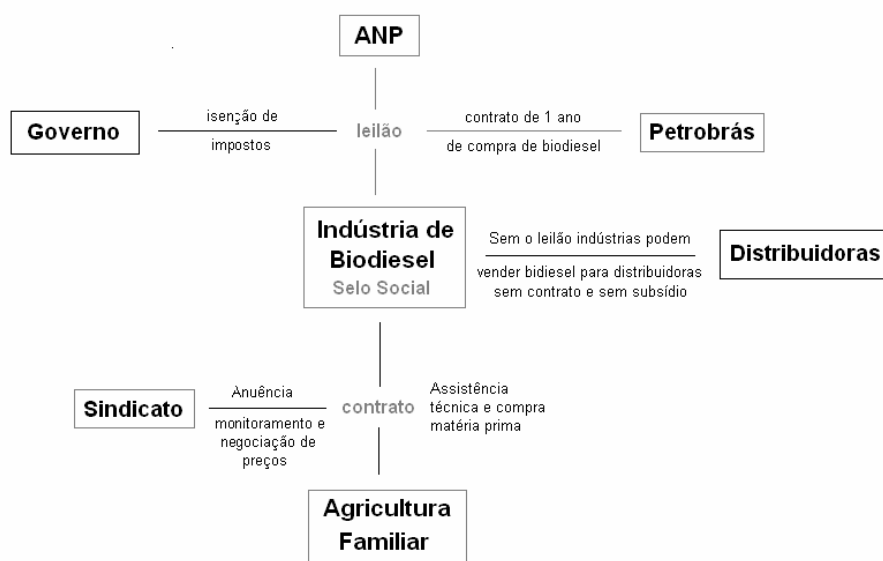 ANP
isenção de
impostos
Governo
leilão
contrato de 1 ano
de compra de biodiesel
Petrobrás
Indústria de
Biodiesel
Selo Social
Sem o leilão indústrias podem
vender bidiesel para distribuidoras
sem contrato e sem subsídio
Distribuidoras
Sindicato
Anuência
monitoramento e
negociação de
preços
contrato
Assistência
técnica e compra
matéria prima
Agricultura
Familiar